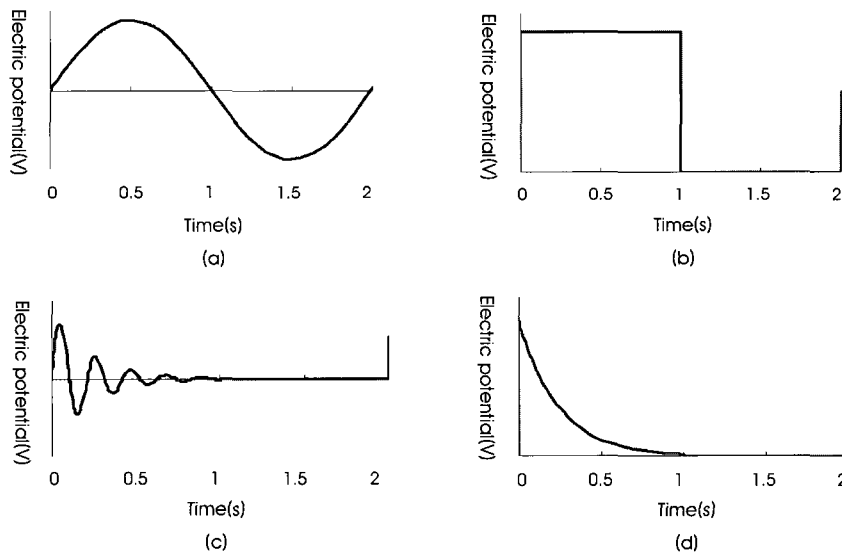 Electric potential(V)
0 0.5 1 1.5 2
Time(s)
(a)
Electric potential(V)
0 0.5 1 1.5 2
Time(s)
(b)
Electric potential(V)
0 0.5 1 1.5 2
Time(s)
(c)
Electric potential(V)
0 0.5 1 1.5 2
Time(s)
(d)